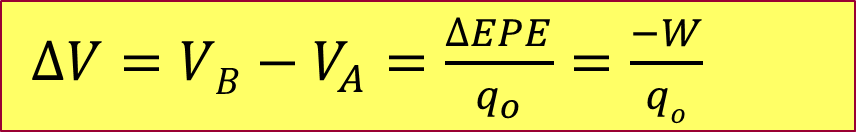 ΔV = V_B − V_A = ΔEPE/q_o = −W/q_o